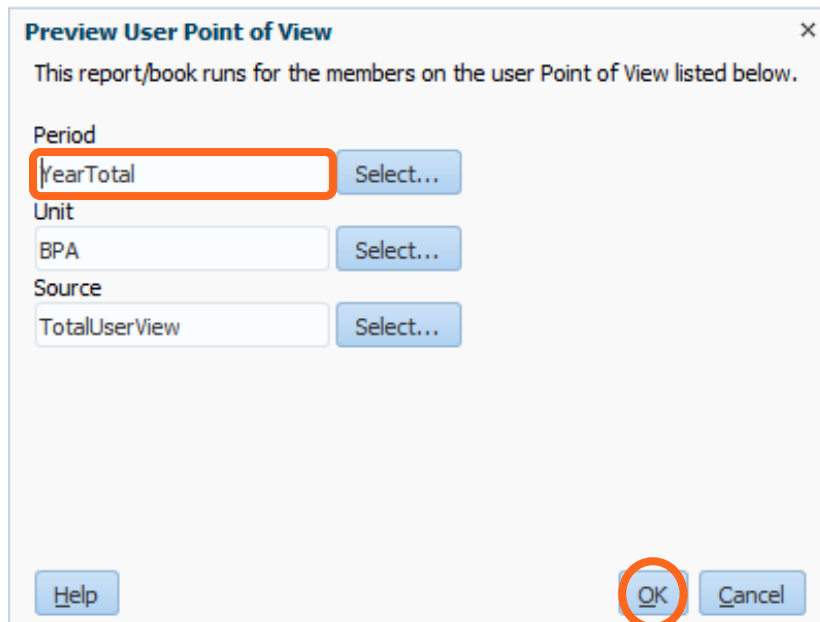 Preview User Point of View
This report/book runs for the members on the user Point of View listed below.
Period
YearTotal Select...
Unit
BPA Select...
Source
TotalUserView Select...
Help OK Cancel